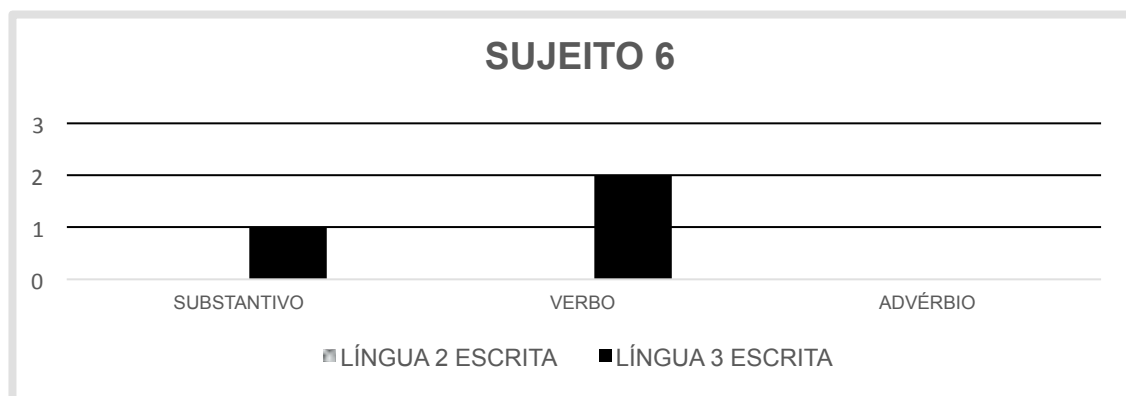 SUJEITO 6
3
2
1
0
SUBSTANTIVO VERBO ADVÉRBIO
LÍNGUA 2 ESCRITA LÍNGUA 3 ESCRITA